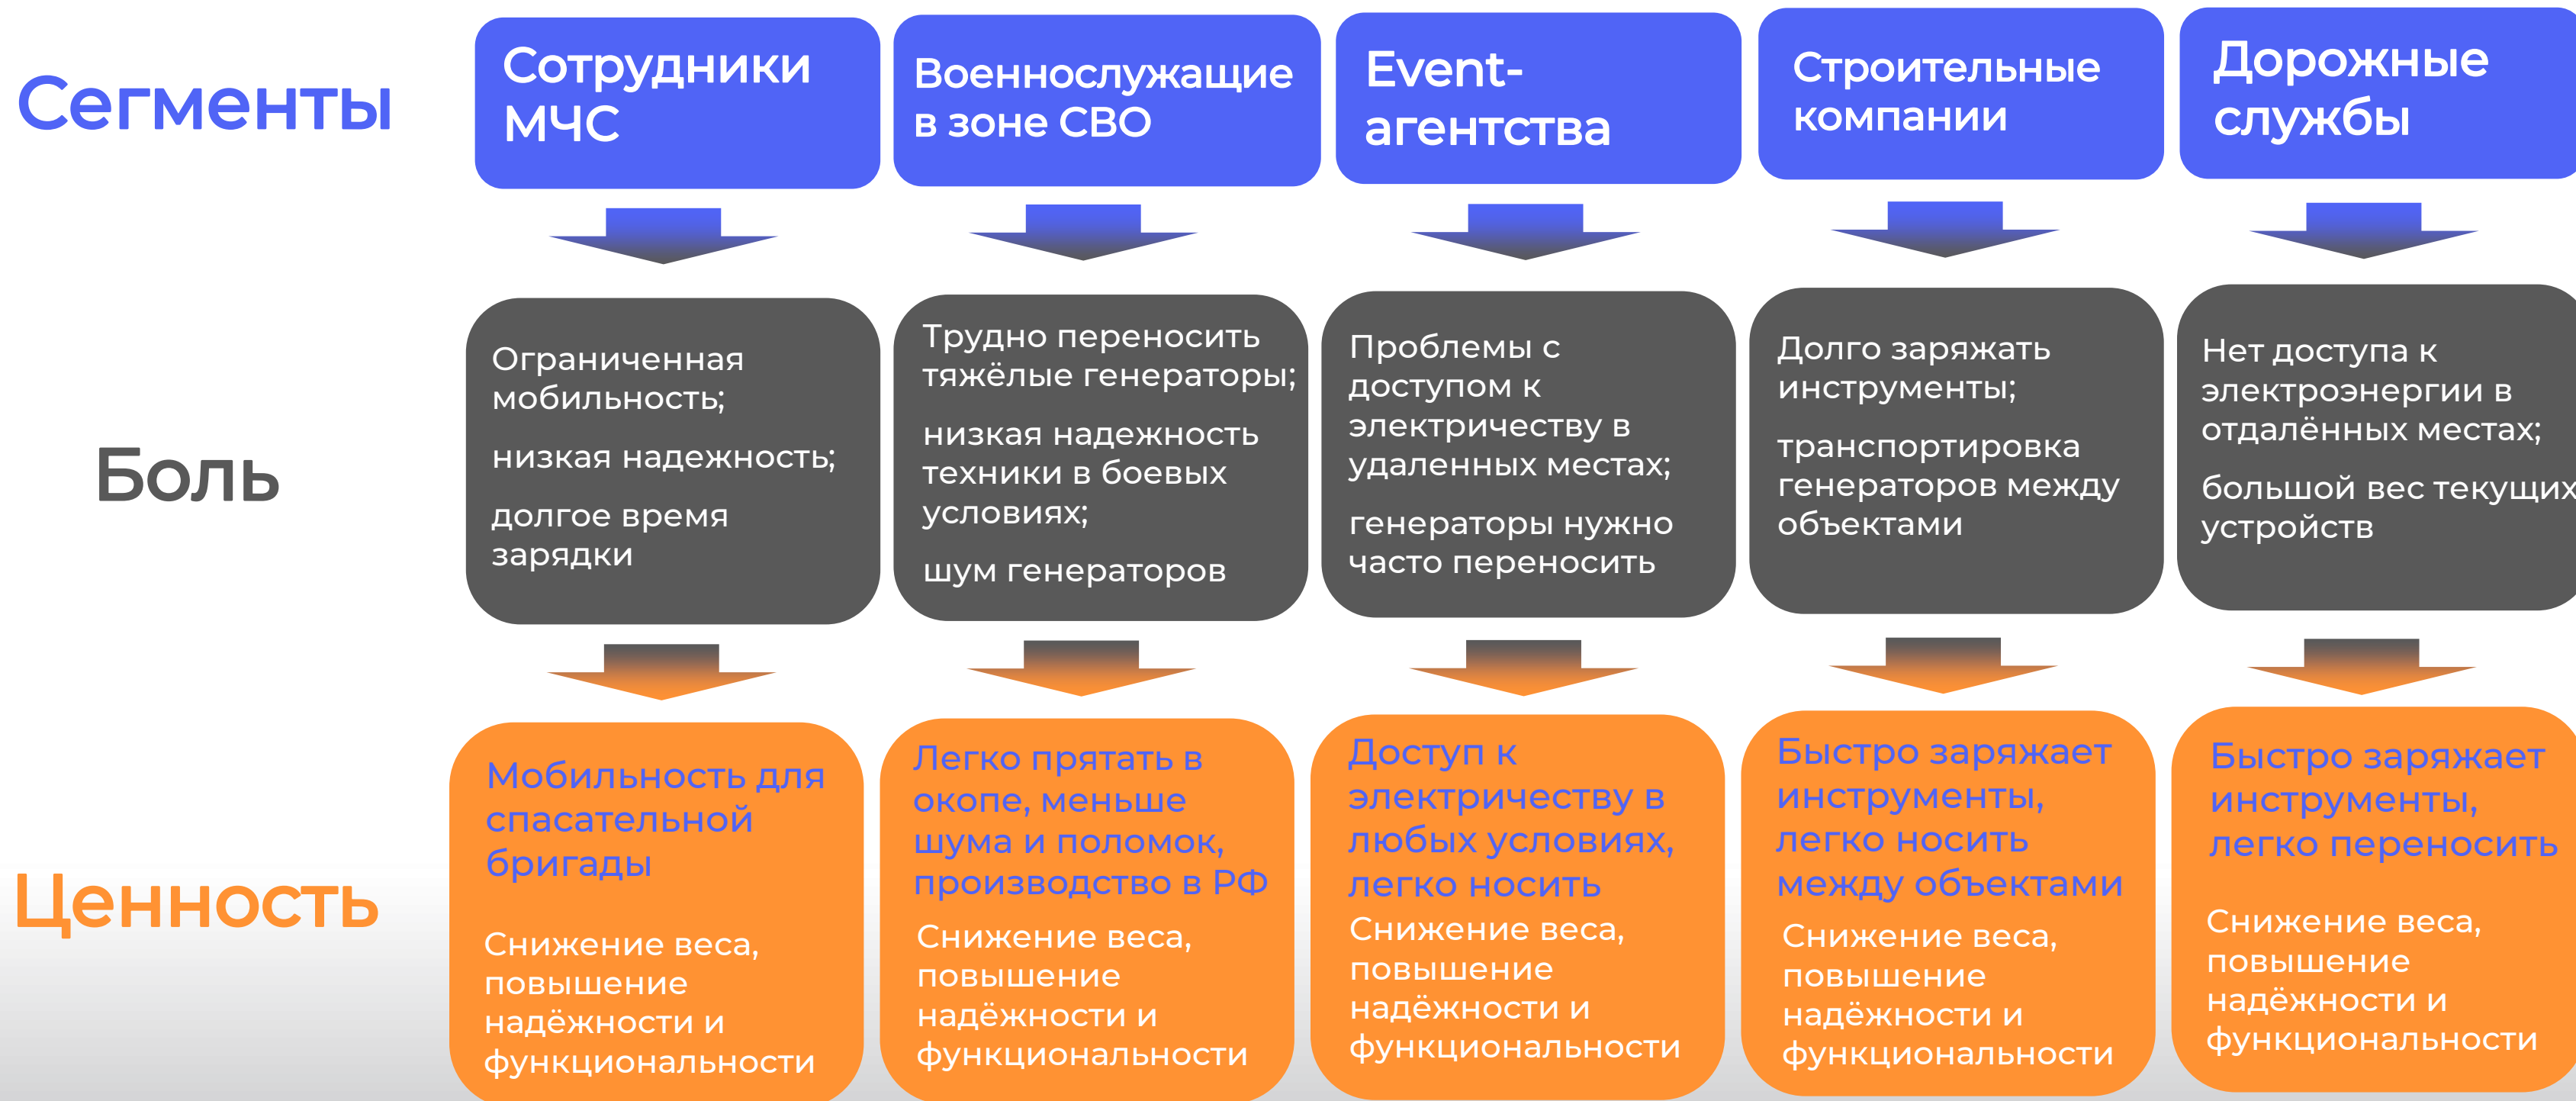 Сегменты
Сотрудники
МЧС
Военнослужащие
в зоне СВО
Event-
агентства
Строительные
компании
Дорожные
службы
Боль
Ограниченная
мобильность;
низкая надежность;
долгое время
зарядки
Трудно переносить
тяжёлые генераторы;
низкая надежность
техники в боевых
условиях;
шум генераторов
Проблемы с
доступом к
электричеству в
удаленных местах;
генераторы нужно
часто переносить
Долго заряжать
инструменты;
транспортировка
генераторов между
объектами
Нет доступа к
электроэнергии в
отдалённых местах;
большой вес текущих
устройств
Ценность
Мобильность для
спасательной
бригады
Снижение веса,
повышение
надёжности и
функциональности
Легко прятать в
окопе, меньше
шума и поломок,
производство в РФ
Снижение веса,
повышение
надёжности и
функциональности
Доступ к
электричеству в
любых условиях,
легко носить
Снижение веса,
повышение
надёжности и
функциональности
Быстро заряжает
инструменты,
легко носить
между объектами
Снижение веса,
повышение
надёжности и
функциональности
Быстро заряжает
инструменты,
легко переносить
Снижение веса,
повышение
надёжности и
функциональности